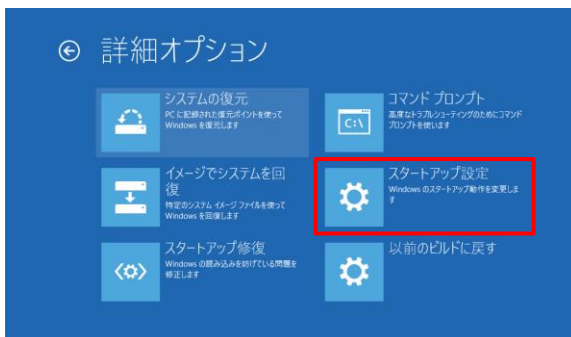 詳細オプション
システムの復元
PC に記録された復元ポイントを使って
Windows を復元します
イメージでシステムを回
復
特定のシステム イメージ ファイルを使って
Windows を回復します
スタートアップ修復
Windows の読み込みを妨げている問題を
修正します
コマンド プロンプト
高度なトラブルシューティングのためにコマンド
プロンプトを使います
C:\
スタートアップ設定
Windows のスタートアップ動作を変更しま
す
以前のビルドに戻す